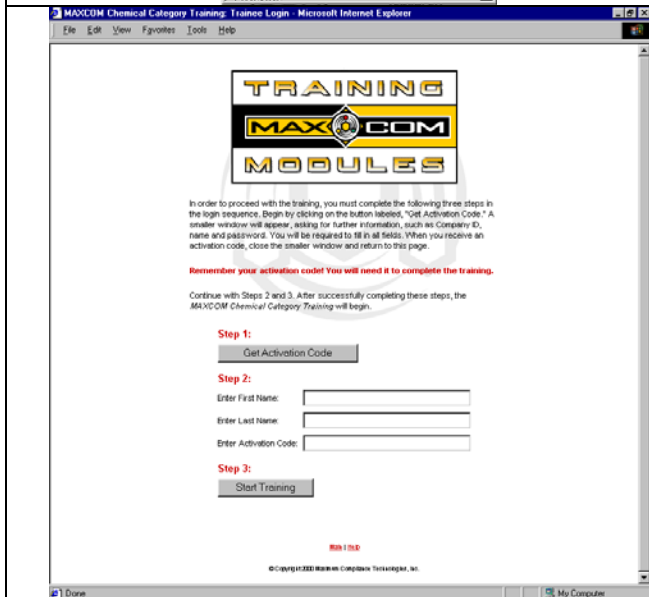 MAXCOM Chemical Category Training: Trainee Login - Microsoft Internet Explorer
File Edit View Favorites Tools Help
TRAINING
MAX COM
MODULES
In order to proceed with the training, you must complete the following three steps in
the login sequence. Begin by clicking on the button labeled, "Get Activation Code." A
smaller window will appear, asking for further information, such as Company ID,
name and password. You will be required to fill in all fields. When you receive an
activation code, close the smaller window and return to this page.
Remember your activation code! You will need it to complete the training.
Continue with Steps 2 and 3. After successfully completing these steps, the
MAXCOM Chemical Category Training will begin.
Step 1:
Get Activation Code
Step 2:
Enter First Name:
Enter Last Name:
Enter Activation Code:
Step 3:
Start Training
Main | Help
© Copyright 2000 Compliance Technologies, Inc.
Done My Computer